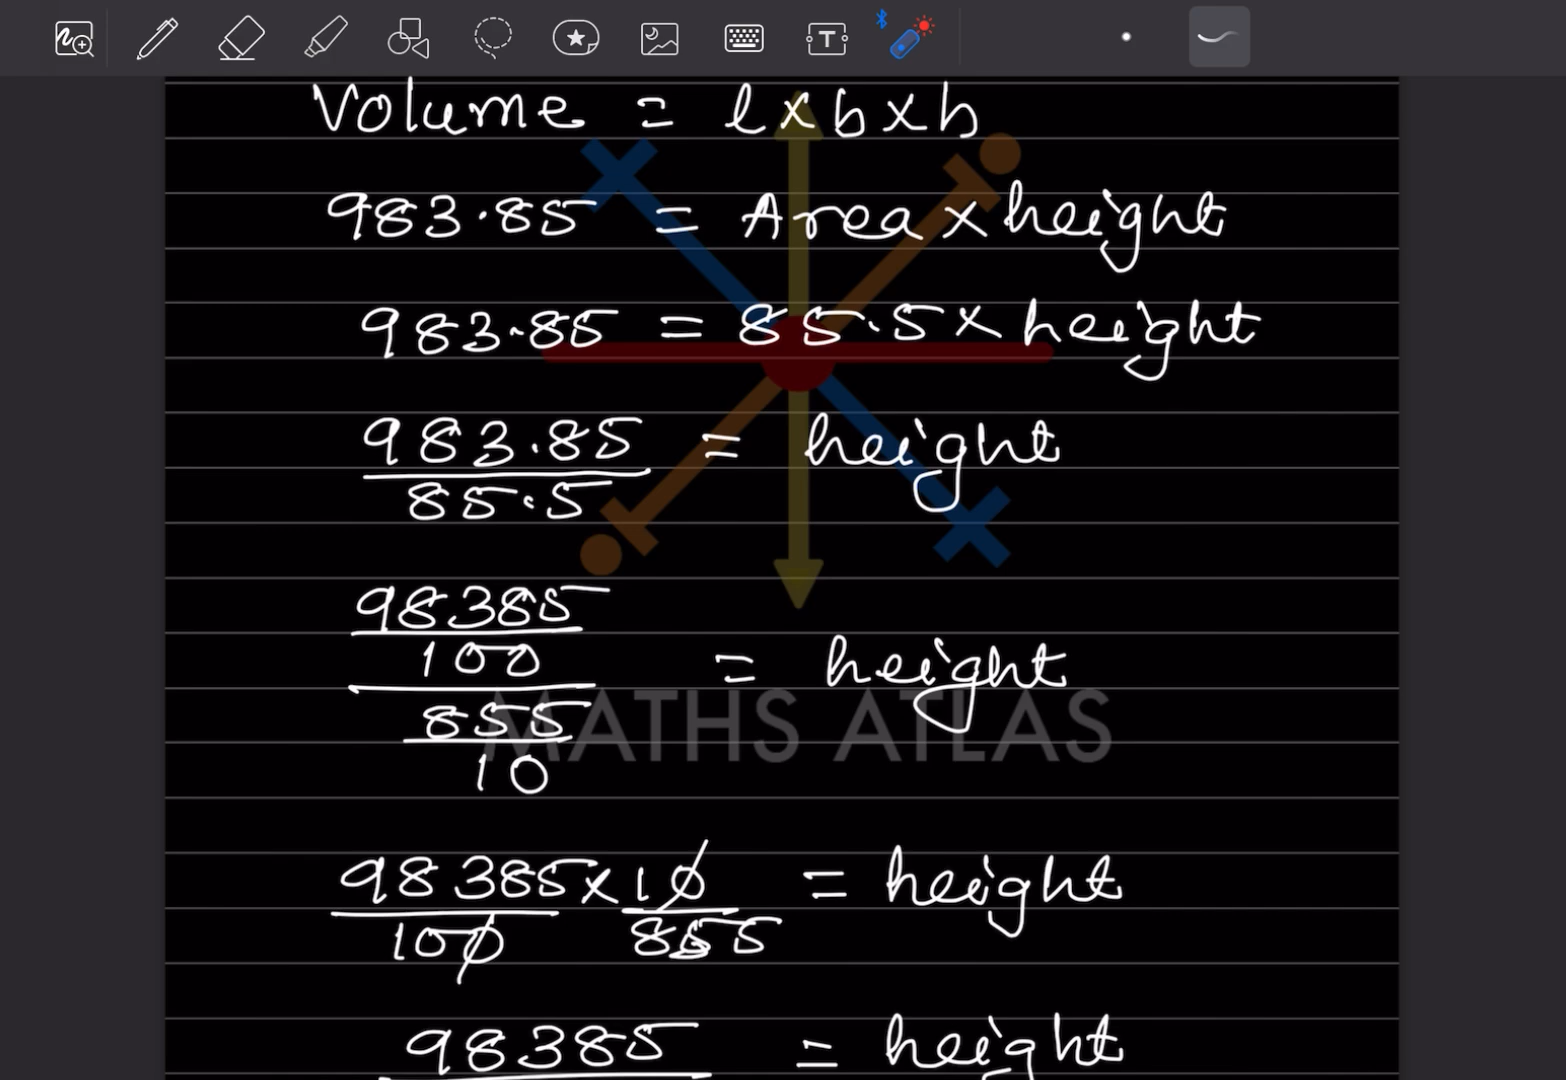 Volume = l×b×h
983.85 = Area × height
983.85 = 85.5 × height
983.85 = height
85.5
98385
100 = height
855
10
98385 × 10 = height
100 855
98385 = height
MATHS ATLAS